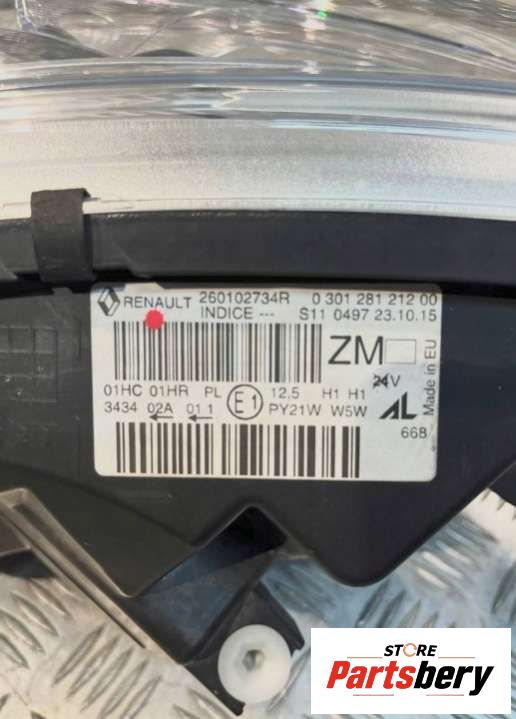 RENAULT 260102734R 0 301 281 212 00
INDICE --- S11 0497 23.10.15
ZM
24V
Made in EU
01HC 01HR PL E1 12,5 H1 H1
3434 02A 01 1 PY21W W5W AL
668
STORE
Partsbery